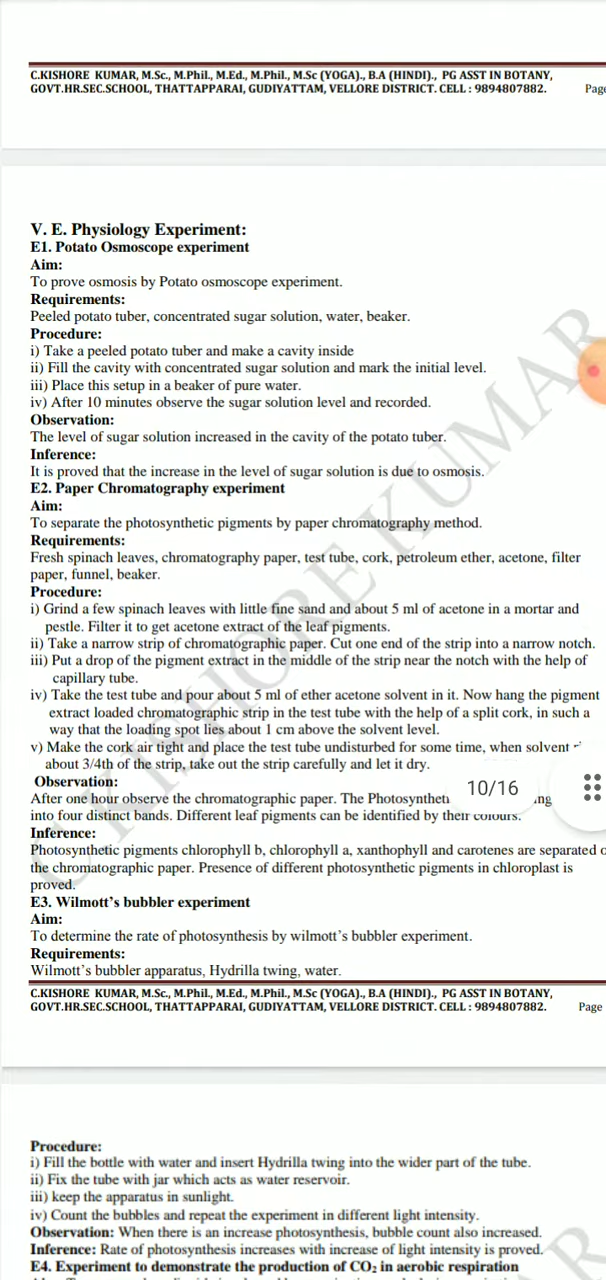 C.KISHORE KUMAR, M.Sc., M.Phil., M.Ed., M.Phil., M.Sc (YOGA)., B.A (HINDI)., PG ASST IN BOTANY,
GOVT.HR.SEC.SCHOOL, THATTAPPARAI, GUDIYATTAM, VELLORE DISTRICT. CELL : 9894807882. Page
V. E. Physiology Experiment:
E1. Potato Osmoscope experiment
Aim:
To prove osmosis by Potato osmoscope experiment.
Requirements:
Peeled potato tuber, concentrated sugar solution, water, beaker.
Procedure:
i) Take a peeled potato tuber and make a cavity inside
ii) Fill the cavity with concentrated sugar solution and mark the initial level.
iii) Place this setup in a beaker of pure water.
iv) After 10 minutes observe the sugar solution level and recorded.
Observation:
The level of sugar solution increased in the cavity of the potato tuber.
Inference:
It is proved that the increase in the level of sugar solution is due to osmosis.
E2. Paper Chromatography experiment
Aim:
To separate the photosynthetic pigments by paper chromatography method.
Requirements:
Fresh spinach leaves, chromatography paper, test tube, cork, petroleum ether, acetone, filter
paper, funnel, beaker.
Procedure:
i) Grind a few spinach leaves with little fine sand and about 5 ml of acetone in a mortar and
pestle. Filter it to get acetone extract of the leaf pigments.
ii) Take a narrow strip of chromatographic paper. Cut one end of the strip into a narrow notch.
iii) Put a drop of the pigment extract in the middle of the strip near the notch with the help of
capillary tube.
iv) Take the test tube and pour about 5 ml of ether acetone solvent in it. Now hang the pigment
extract loaded chromatographic strip in the test tube with the help of a split cork, in such a
way that the loading spot lies about 1 cm above the solvent level.
v) Make the cork air tight and place the test tube undisturbed for some time, when solvent
about 3/4th of the strip, take out the strip carefully and let it dry.
Observation:
After one hour observe the chromatographic paper. The Photosyntheti 10/16 ing
into four distinct bands. Different leaf pigments can be identified by their colours.
Inference:
Photosynthetic pigments chlorophyll b, chlorophyll a, xanthophyll and carotenes are separated o
the chromatographic paper. Presence of different photosynthetic pigments in chloroplast is
proved.
E3. Wilmott's bubbler experiment
Aim:
To determine the rate of photosynthesis by wilmott's bubbler experiment.
Requirements:
Wilmott's bubbler apparatus, Hydrilla twing, water.
C.KISHORE KUMAR, M.Sc., M.Phil., M.Ed., M.Phil., M.Sc (YOGA)., B.A (HINDI)., PG ASST IN BOTANY,
GOVT.HR.SEC.SCHOOL, THATTAPPARAI, GUDIYATTAM, VELLORE DISTRICT. CELL : 9894807882. Page
Procedure:
i) Fill the bottle with water and insert Hydrilla twing into the wider part of the tube.
ii) Fix the tube with jar which acts as water reservoir.
iii) keep the apparatus in sunlight.
iv) Count the bubbles and repeat the experiment in different light intensity.
Observation: When there is an increase photosynthesis, bubble count also increased.
Inference: Rate of photosynthesis increases with increase of light intensity is proved.
E4. Experiment to demonstrate the production of CO₂ in aerobic respiration
C KISHORE KUMAR